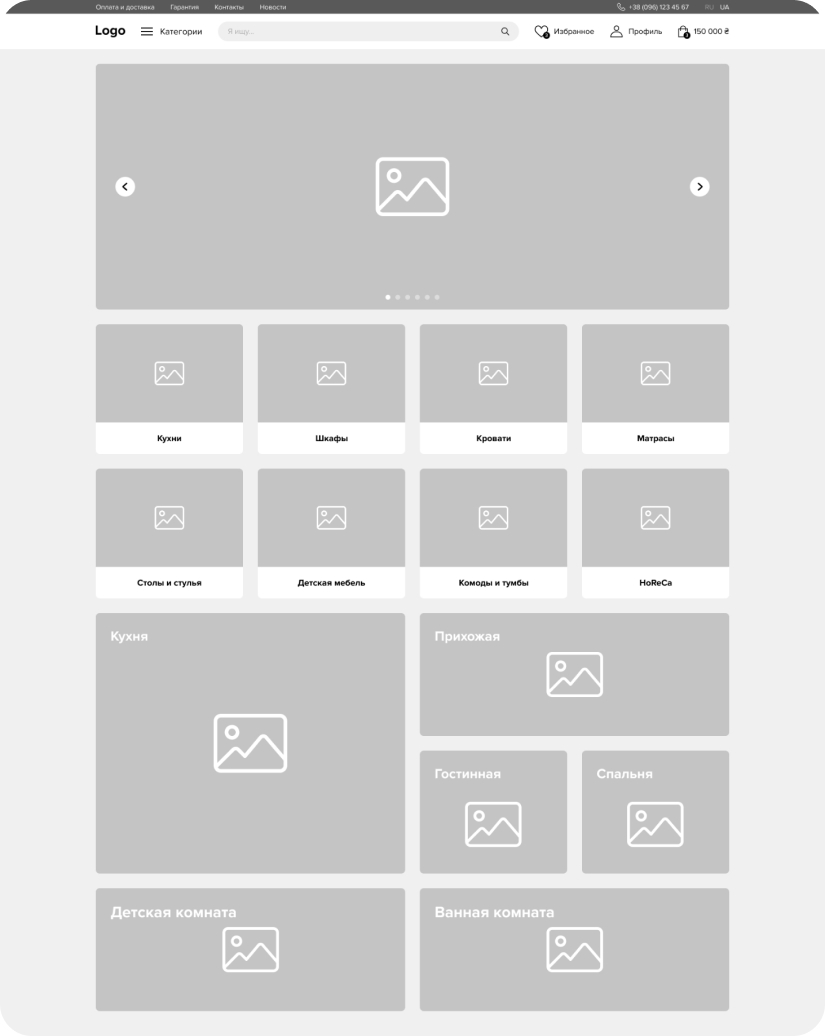 Оплата и доставка Гарантия Контакты Новости +38 (096) 123 45 67 RU UA
Logo Категории Я ищу... Избранное Профиль 150 000 ₴
Кухни Шкафы Кровати Матрасы
Столы и стулья Детская мебель Комоды и тумбы HoReCa
Кухня Прихожая
Гостинная Спальня
Детская комната Ванная комната